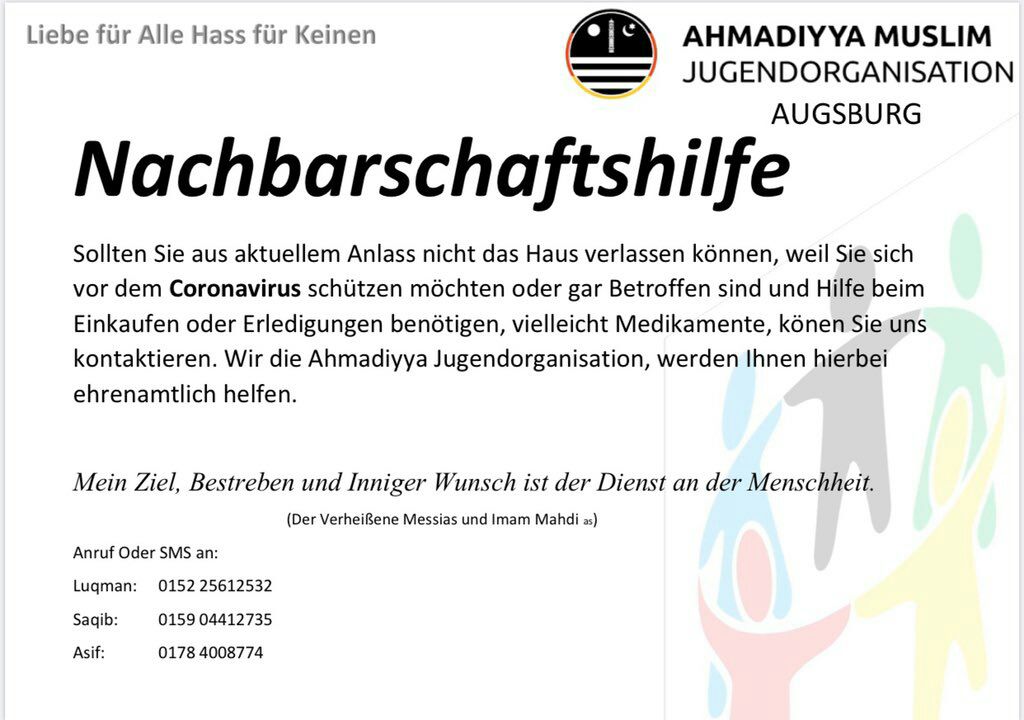 Liebe für Alle Hass für Keinen
AHMADIYYA MUSLIM
JUGENDORGANISATION
AUGSBURG
Nachbarschaftshilfe
Sollten Sie aus aktuellem Anlass nicht das Haus verlassen können, weil Sie sich
vor dem Coronavirus schützen möchten oder gar Betroffen sind und Hilfe beim
Einkaufen oder Erledigungen benötigen, vielleicht Medikamente, könen Sie uns
kontaktieren. Wir die Ahmadiyya Jugendorganisation, werden Ihnen hierbei
ehrenamtlich helfen.
Mein Ziel, Bestreben und Inniger Wunsch ist der Dienst an der Menschheit.
(Der Verheißene Messias und Imam Mahdi as)
Anruf Oder SMS an:
Luqman: 0152 25612532
Saqib: 0159 04412735
Asif: 0178 4008774